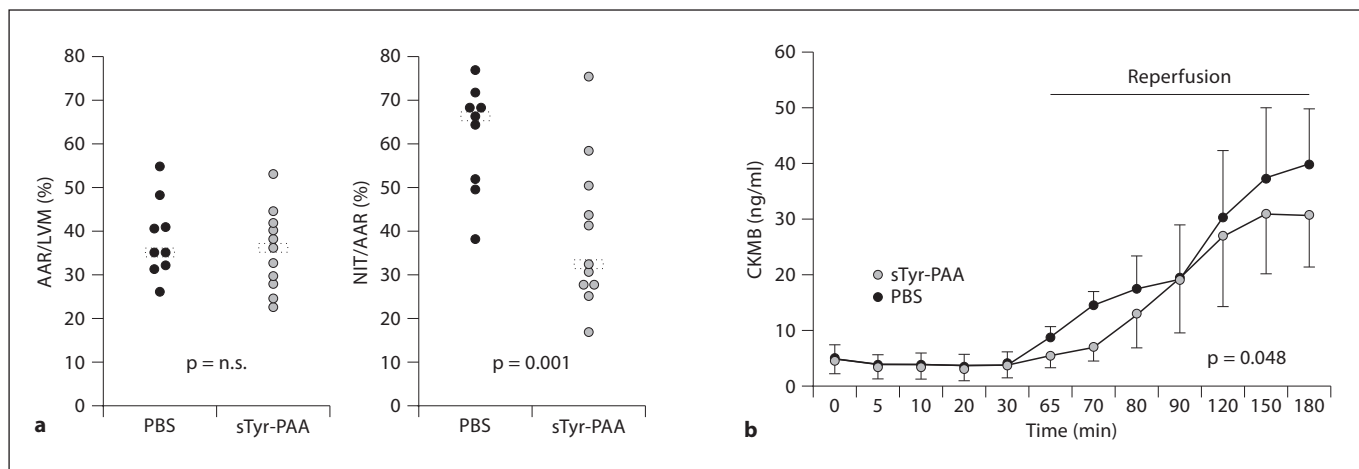 80
70
60
50
40
30
20
10
0
AAR/LVM (%)
p = n.s.
PBS sTyr-PAA
a
80
70
60
50
40
30
20
10
0
NIT/AAR (%)
p = 0.001
PBS sTyr-PAA
60
50
40
30
20
10
0
CKMB (ng/ml)
Reperfusion
sTyr-PAA
PBS
p = 0.048
0 5 10 20 30 65 70 80 90 120 150 180
Time (min)
b